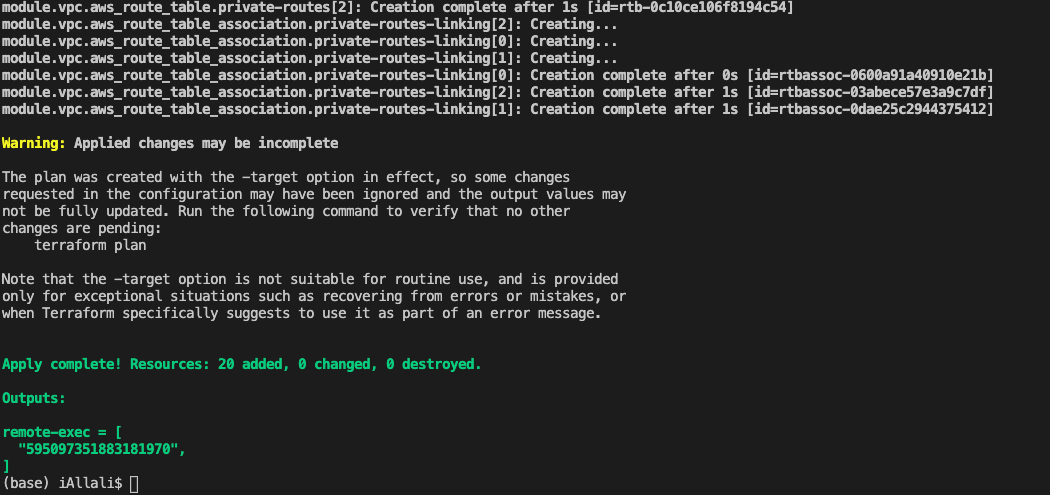 module.vpc.aws_route_table.private-routes[2]: Creation complete after 1s [id=rtb-0c10ce106f8194c54]
module.vpc.aws_route_table_association.private-routes-linking[2]: Creating...
module.vpc.aws_route_table_association.private-routes-linking[0]: Creating...
module.vpc.aws_route_table_association.private-routes-linking[1]: Creating...
module.vpc.aws_route_table_association.private-routes-linking[0]: Creation complete after 0s [id=rtbassoc-0600a91a40910e21b]
module.vpc.aws_route_table_association.private-routes-linking[2]: Creation complete after 1s [id=rtbassoc-03abece57e3a9c7df]
module.vpc.aws_route_table_association.private-routes-linking[1]: Creation complete after 1s [id=rtbassoc-0dae25c2944375412]
Warning: Applied changes may be incomplete
The plan was created with the -target option in effect, so some changes
requested in the configuration may have been ignored and the output values may
not be fully updated. Run the following command to verify that no other
changes are pending:
    terraform plan
Note that the -target option is not suitable for routine use, and is provided
only for exceptional situations such as recovering from errors or mistakes, or
when Terraform specifically suggests to use it as part of an error message.
Apply complete! Resources: 20 added, 0 changed, 0 destroyed.
Outputs:
remote-exec = [
  "595097351883181970",
]
(base) iAllali$